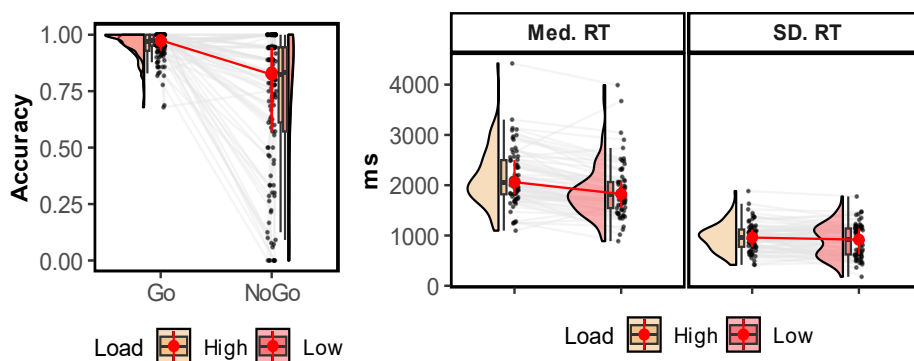 Accuracy
1.00
0.75
0.50
0.25
0.00
Go NoGo
Load High Low
Med. RT SD. RT
ms
4000
3000
2000
1000
0
Load High Low